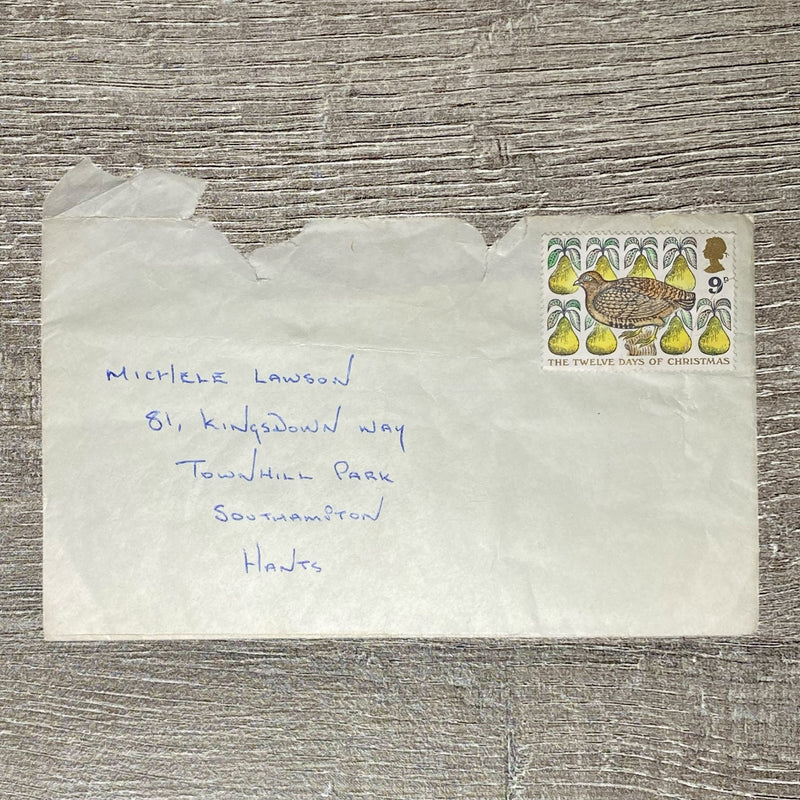 9P
THE TWELVE DAYS OF CHRISTMAS
MICHELE LAWSON
81, KINGSDOWN WAY
TOWNHILL PARK
SOUTHAMPTON
HANTS